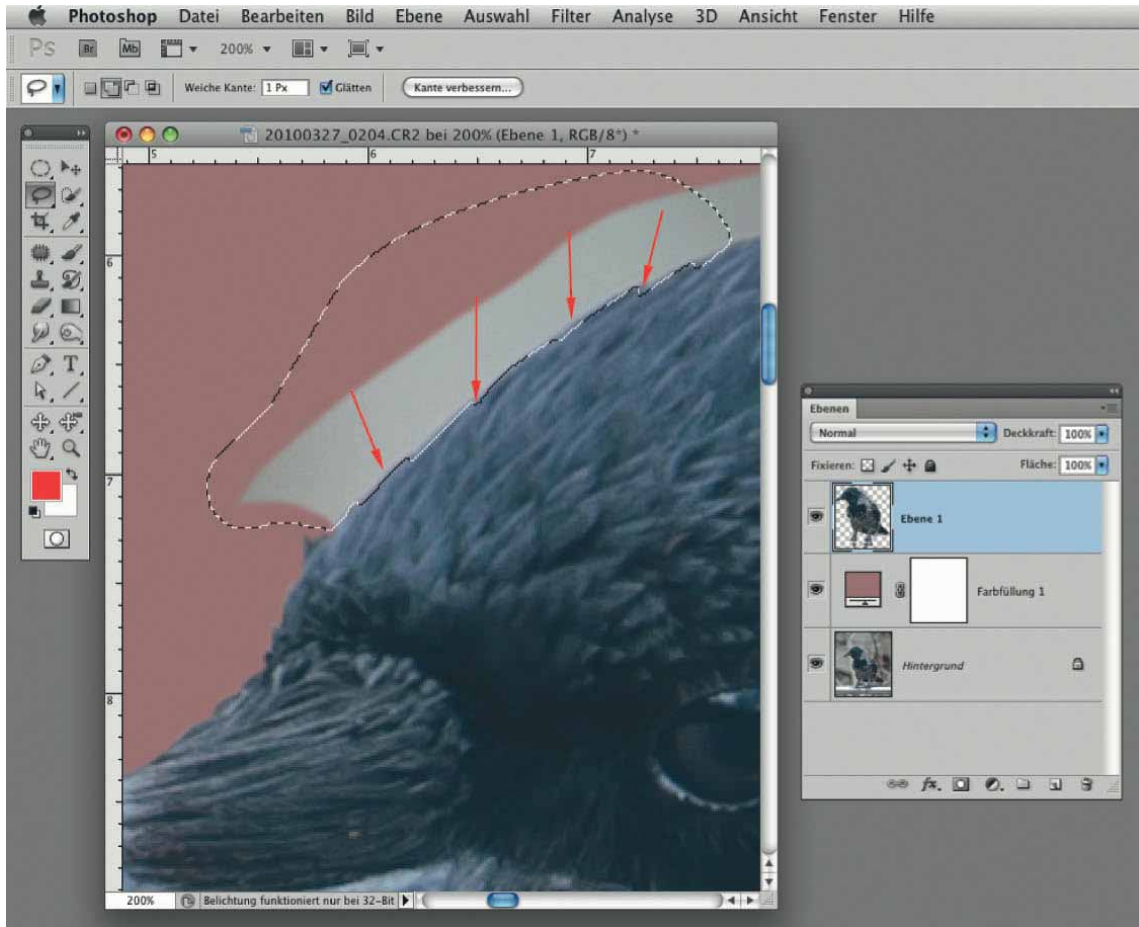 Photoshop Datei Bearbeiten Bild Ebene Auswahl Filter Analyse 3D Ansicht Fenster Hilfe
Ps Br Mb 200%
Weiche Kante: 1 Px Glätten Kante verbessern...
20100327_0204.CR2 bei 200% (Ebene 1, RGB/8*) *
5 6 7
6
7
8
T
Ebenen
Normal Deckkraft: 100%
Fixieren: Fläche: 100%
Ebene 1
Farbfüllung 1
Hintergrund
fx.
200% Belichtung funktioniert nur bei 32-Bit